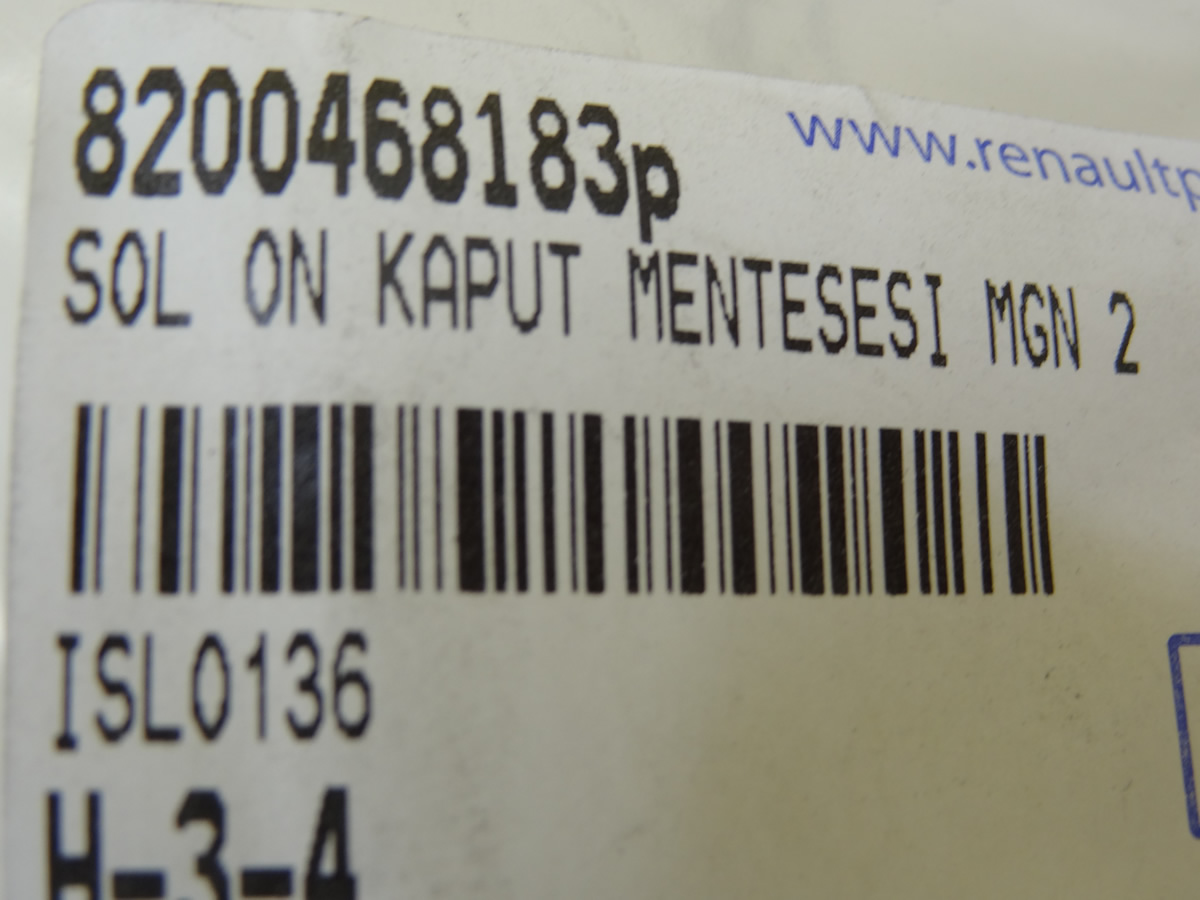 8200468183p
www.renaultp
SOL ON KAPUT MENTESESI MGN 2
ISL0136
H-3-4